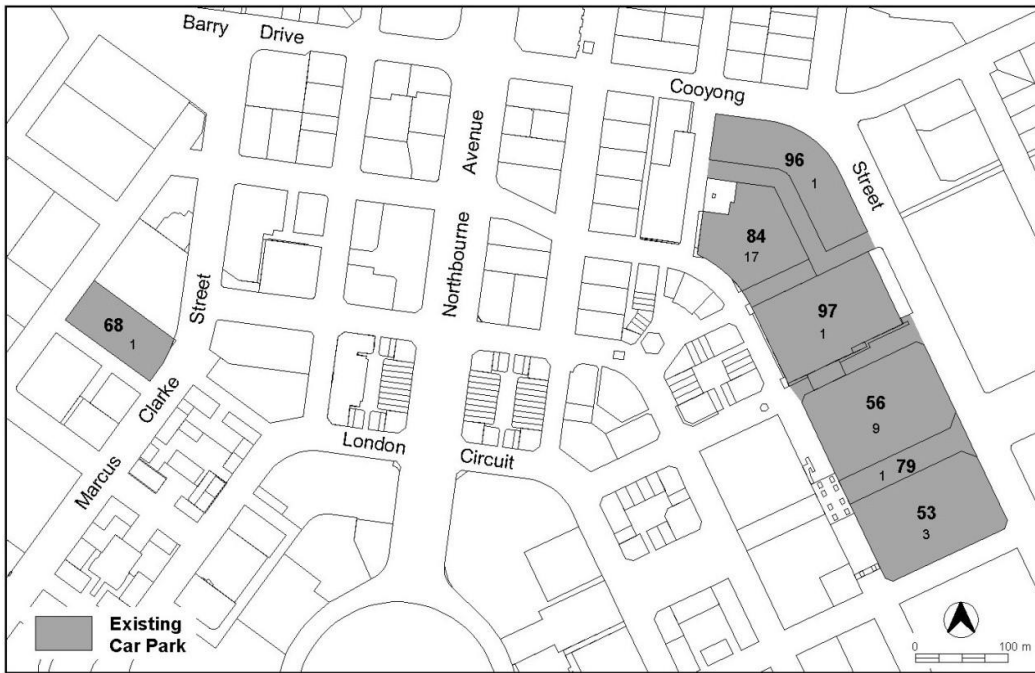 Barry Drive
Cooyong
Avenue
96
1
Street
84
17
Northbourne
97
1
68
1
Street
56
9
Clarke
London
Circuit
79
1
Marcus
53
3
Existing
Car Park
0 100 m